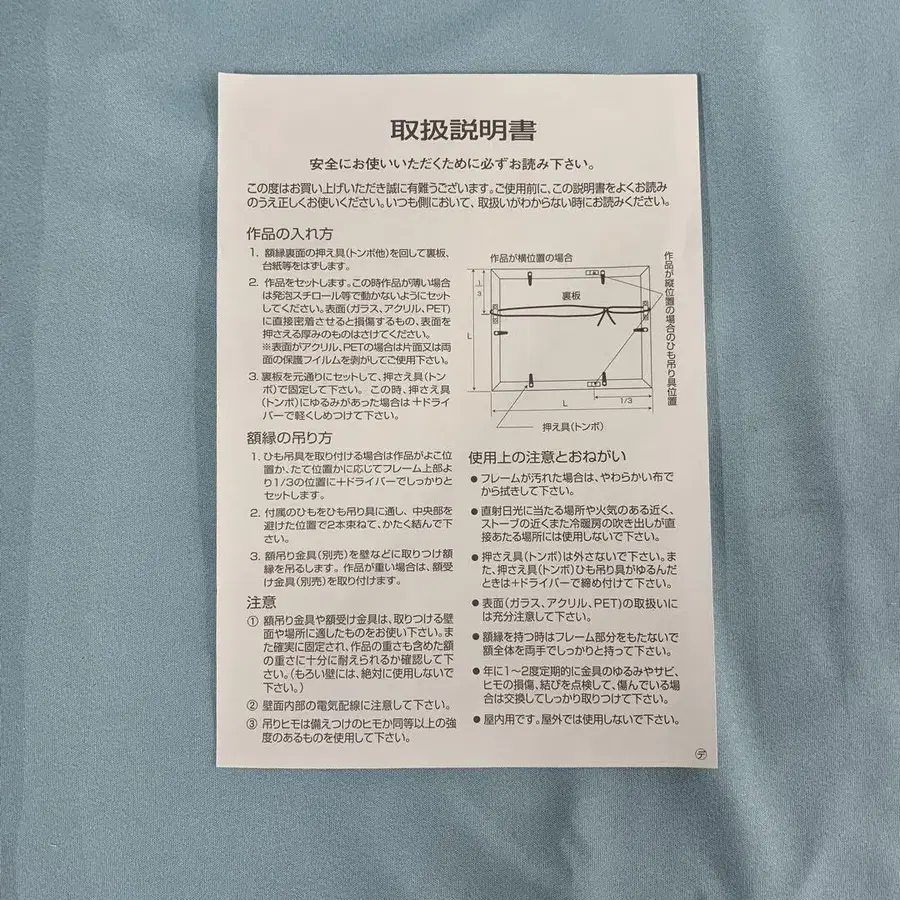 取扱説明書
安全にお使いいただくために必ずお読み下さい。
この度はお買い上げいただき誠に有難うございます。ご使用前に、この説明書をよくお読み
のうえ正しくお使いください。いつも側において、取扱いがわからない時にお読みください。
作品の入れ方
1. 額縁裏面の押え具(トンボ他)を回して裏板、
台紙等をはずします。
2. 作品をセットします。この時作品が薄い場合
は発泡スチロール等で動かないようにセット
してください。表面(ガラス、アクリル、PET)
に直接密着させると損傷するもの、表面を
押さえる厚みのものはさけてください。
※表面がアクリル、PETの場合は片面又は両
面の保護フイルムを剥がしてご使用下さい。
3. 裏板を元通りにセットして、押さえ具(トン
ボ)で固定して下さい。 この時、押さえ具
(トンボ)にゆるみがあった場合は＋ドライ
バーで軽くしめつけて下さい。
額縁の吊り方
1. ひも吊具を取り付ける場合は作品がよこ位
置か、たて位置かに応じてフレーム上部よ
り1/3の位置に＋ドライバーでしっかりと
セットします。
2. 付属のひもをひも吊り具に通し、中央部を
避けた位置で2本束ねて、かたく結んで下さ
い。
3. 額吊り金具(別売)を壁などに取りつけ額
縁を吊るします。 作品が重い場合は、額受
け金具(別売)を取り付けます。
注意
① 額吊り金具や額受け金具は、取りつける壁
面や場所に適したものをお使い下さい。ま
た確実に固定され、作品の重さも含めた額
の重さに十分に耐えられるか確認して下
さい。(もろい壁には、絶対に使用しないで
下さい。)
② 壁面内部の電気配線に注意して下さい。
③ 吊りヒモは備えつけのヒモか同等以上の強
度のあるものを使用して下さい。
作品が横位置の場合
作品が縦位置の場合のひも吊り具位置
1/3
裏板
L
1/3
L
押え具(トンボ)
使用上の注意とおねがい
● フレームが汚れた場合は、やわらかい布で
から拭きして下さい。
● 直射日光に当たる場所や火気のある近く、
ストーブの近くまた冷暖房の吹き出しが直
接あたる場所には使用しないで下さい。
● 押さえ具(トンボ)は外さないで下さい。ま
た、押さえ具(トンボ)ひも吊り具がゆるんだ
ときは＋ドライバーで締め付けて下さい。
● 表面(ガラス、アクリル、PET)の取扱いに
は充分注意して下さい。
● 額縁を持つ時はフレーム部分をもたないで
額全体を両手でしっかりと持って下さい。
● 年に1〜2度定期的に金具のゆるみやサビ、
ヒモの損傷、結びを点検して、傷んでいる場
合は交換してしっかり取りつけて下さい。
● 屋内用です。屋外では使用しないで下さい。
㋢